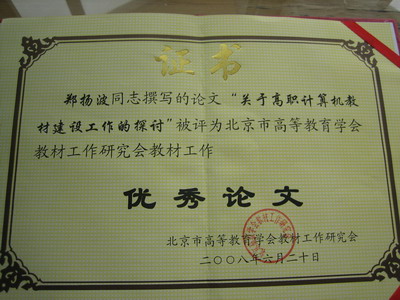 证书
郑扬波同志撰写的论文“关于高职计算机教
材建设工作的探讨”被评为北京市高等教育学会
教材工作研究会教材工作
优秀论文
北京市高等教育学会教材工作研究会
二〇〇八年六月二十日